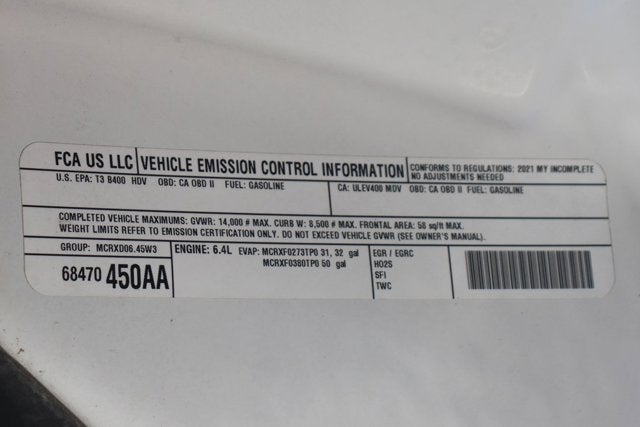 FCA US LLC VEHICLE EMISSION CONTROL INFORMATION CONFORMS TO REGULATIONS: 2021 MY INCOMPLETE
NO ADJUSTMENTS NEEDED
U.S. EPA: T3 B400 HDV OBD: CA OBD II FUEL: GASOLINE CA: ULEV400 MDV OBD: CA OBD II FUEL: GASOLINE
COMPLETED VEHICLE MAXIMUMS: GVWR: 14,000 # MAX. CURB W: 8,500 # MAX. FRONTAL AREA: 58 sq/ft MAX.
WEIGHT LIMITS REFER TO EMISSION CERTIFICATION ONLY. DO NOT EXCEED VEHICLE GVWR (SEE OWNER'S MANUAL).
GROUP: MCRXD06.45W3
68470 450AA
ENGINE: 6.4L EVAP: MCRXF0273TP0 31, 32 gal
MCRXF0380TP0 50 gal
EGR / EGRC
HO2S
SFI
TWC